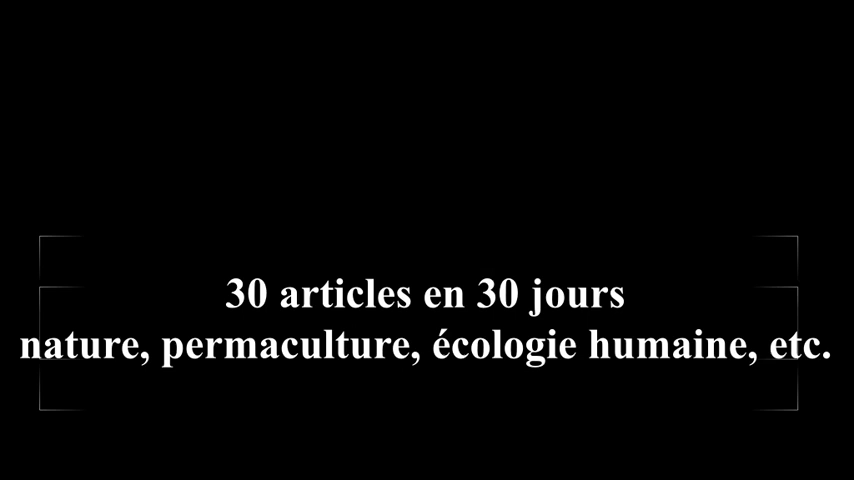 30 articles en 30 jours
nature, permaculture, écologie humaine, etc.